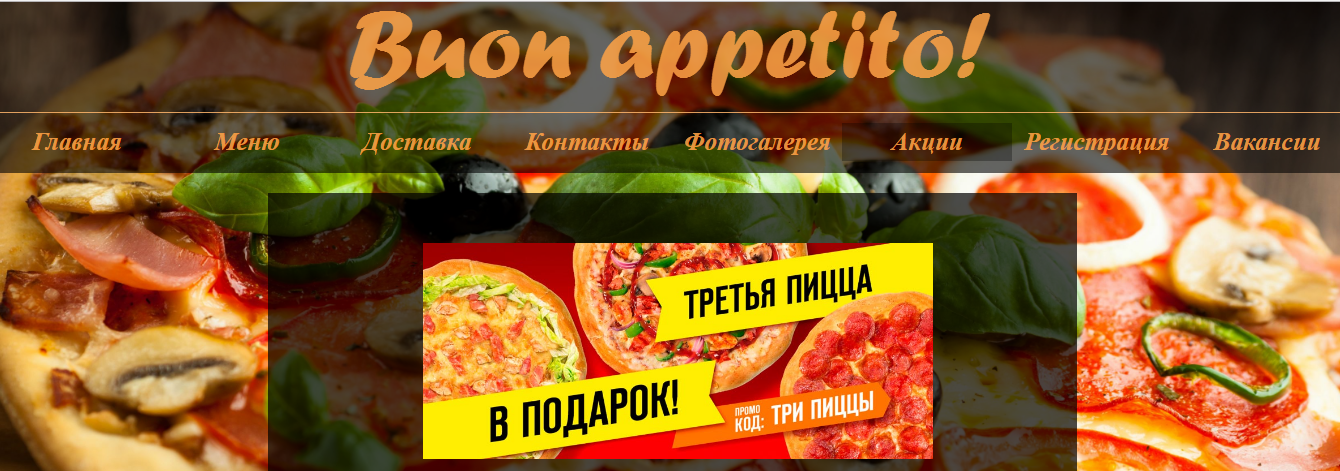 Buon appetito!
Главная Меню Доставка Контакты Фотогалерея Акции Регистрация Вакансии
ТРЕТЬЯ ПИЦЦА
В ПОДАРОК!
ПРОМО
КОД: ТРИ ПИЦЦЫ